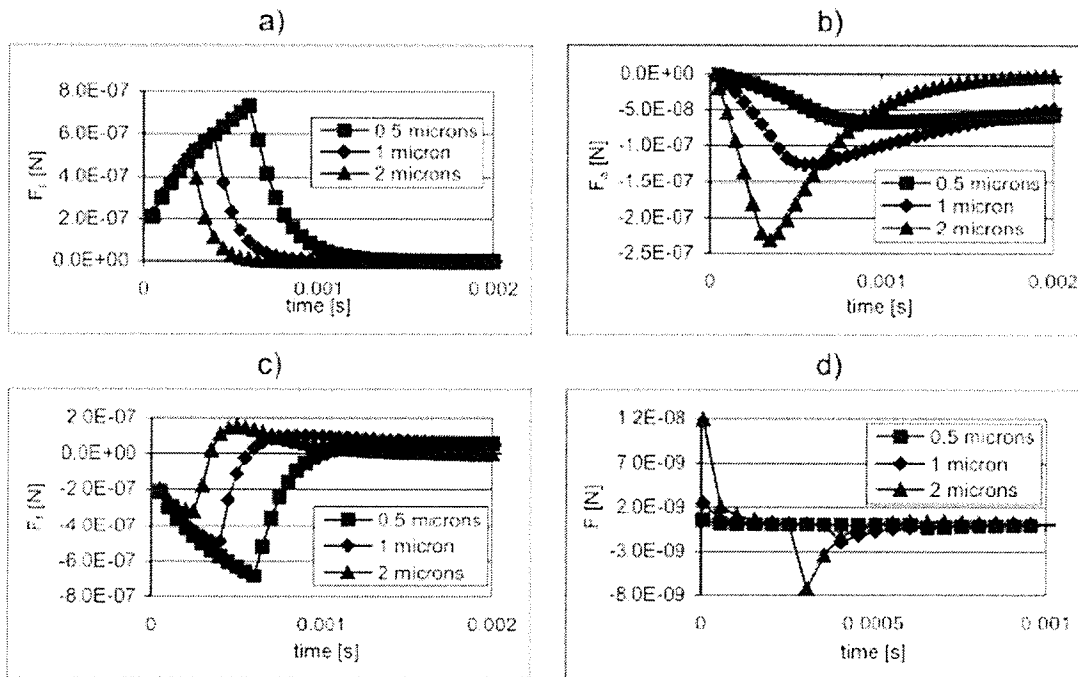 a)
8.0E-07
6.0E-07
4.0E-07
2.0E-07
0.0E+00
[N]
0.5 microns
1 micron
2 microns
0
0.001
0.002
time [s]
b)
0.0E+00
-5.0E-08
-1.0E-07
-1.5E-07
-2.0E-07
-2.5E-07
[N]
0.5 microns
1 micron
2 microns
0
0.001
0.002
time [s]
c)
2.0E-07
0.0E+00
-2.0E-07
-4.0E-07
-6.0E-07
-8.0E-07
[N]
0.5 microns
1 micron
2 microns
0
0.001
0.002
time [s]
d)
1.2E-08
7.0E-09
2.0E-09
-3.0E-09
-8.0E-09
[N]
0.5 microns
1 micron
2 microns
0
0.0005
0.001
time [s]